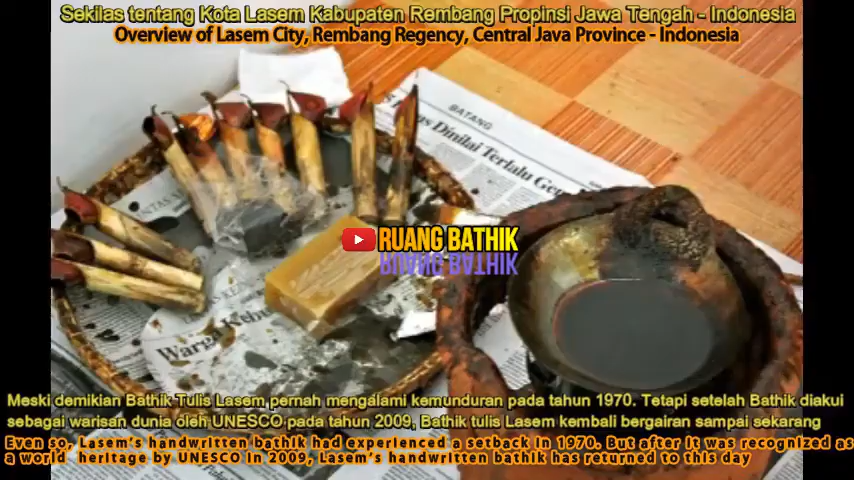 Sekilas tentang Kota Lasem Kabupaten Rembang Propinsi Jawa Tengah - Indonesia
Overview of Lasem City, Rembang Regency, Central Java Province - Indonesia
BATANG
Dinilai Terlalu
RUANG BATHIK
Warga
Meski demikian Bathik Tulis Lasem pernah mengalami kemunduran pada tahun 1970. Tetapi setelah Bathik diakui
sebagai warisan dunia oleh UNESCO pada tahun 2009, Bathik tulis Lasem kembali bergairan sampai sekarang
Even so, Lasem's handwritten bathik had experienced a setback in 1970. But after it was recognized as
a world heritage by UNESCO in 2009, Lasem's handwritten bathik has returned to this day